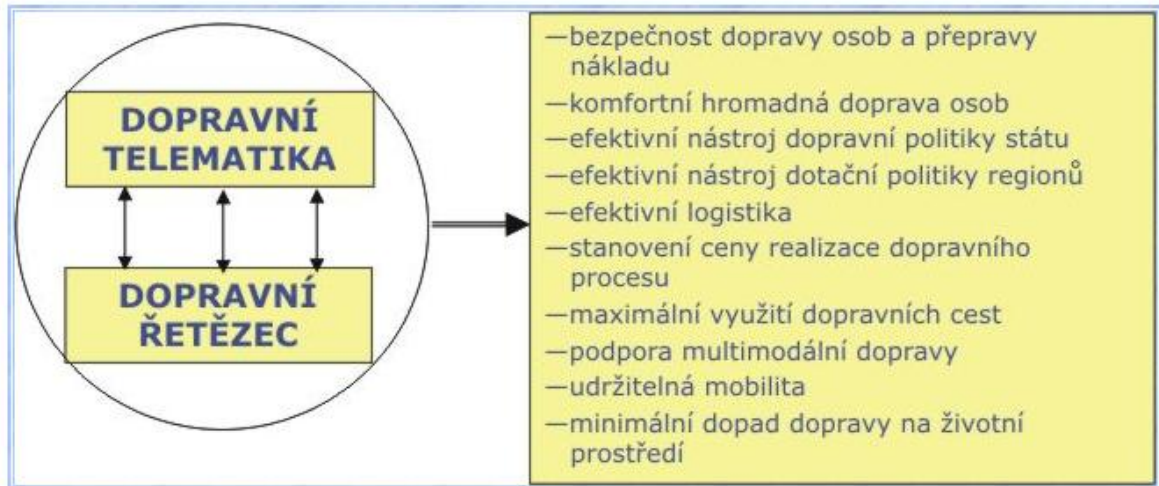 DOPRAVNÍ
TELEMATIKA
DOPRAVNÍ
ŘETĚZEC
—bezpečnost dopravy osob a přepravy
nákladu
—komfortní hromadná doprava osob
—efektivní nástroj dopravní politiky státu
—efektivní nástroj dotační politiky regionů
—efektivní logistika
—stanovení ceny realizace dopravního
procesu
—maximální využití dopravních cest
—podpora multimodální dopravy
—udržitelná mobilita
—minimální dopad dopravy na životní
prostředí